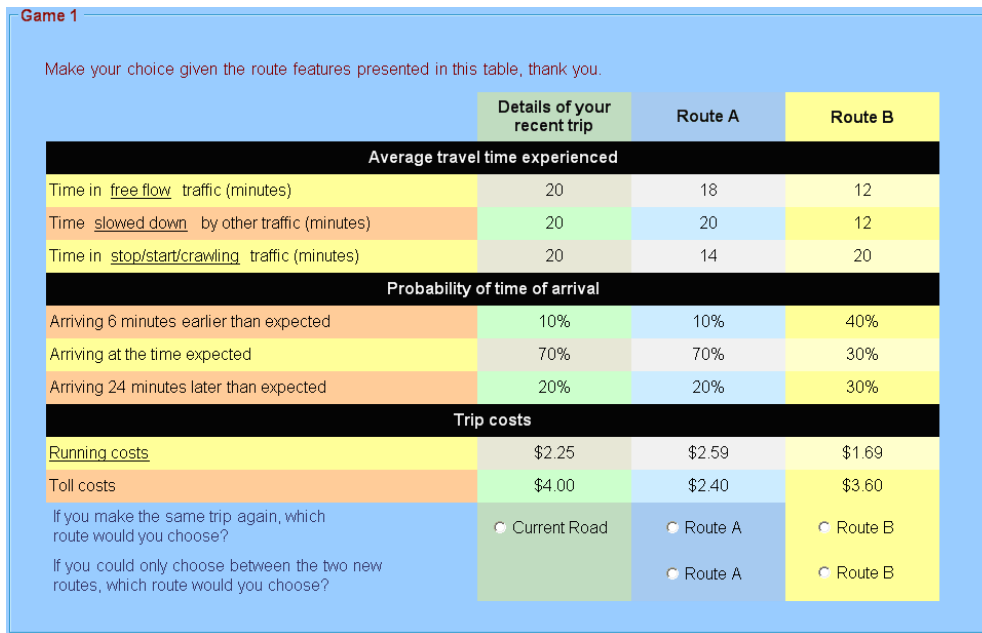 Game 1
Make your choice given the route features presented in this table, thank you.
Details of your
recent trip
Route A
Route B
Average travel time experienced
Time in free flow traffic (minutes) 20 18 12
Time slowed down by other traffic (minutes) 20 20 12
Time in stop/start/crawling traffic (minutes) 20 14 20
Probability of time of arrival
Arriving 6 minutes earlier than expected 10% 10% 40%
Arriving at the time expected 70% 70% 30%
Arriving 24 minutes later than expected 20% 20% 30%
Trip costs
Running costs $2.25 $2.59 $1.69
Toll costs $4.00 $2.40 $3.60
If you make the same trip again, which
route would you choose?
Current Road Route A Route B
If you could only choose between the two new
routes, which route would you choose?
Route A Route B